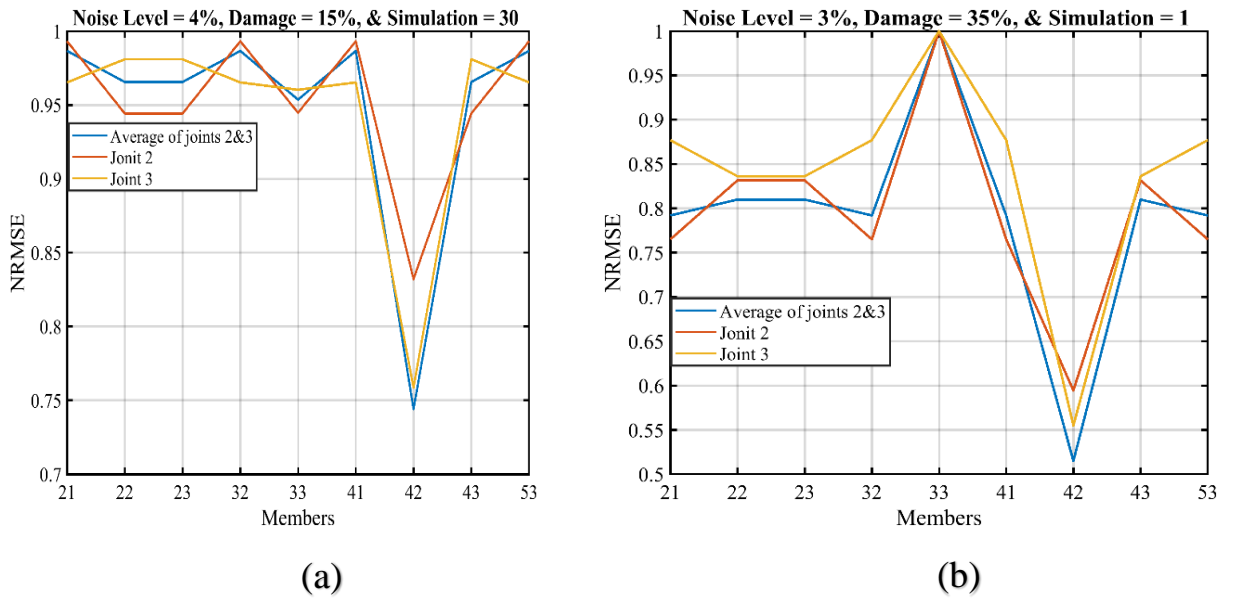 Noise Level = 4%, Damage = 15%, & Simulation = 30
1
0.95
0.9
0.85
0.8
0.75
0.7
NRMSE
Average of joints 2&3
Jonit 2
Joint 3
21 22 23 32 33 41 42 43 53
Members
(a)
Noise Level = 3%, Damage = 35%, & Simulation = 1
1
0.95
0.9
0.85
0.8
0.75
0.7
0.65
0.6
0.55
0.5
NRMSE
Average of joints 2&3
Jonit 2
Joint 3
21 22 23 32 33 41 42 43 53
Members
(b)